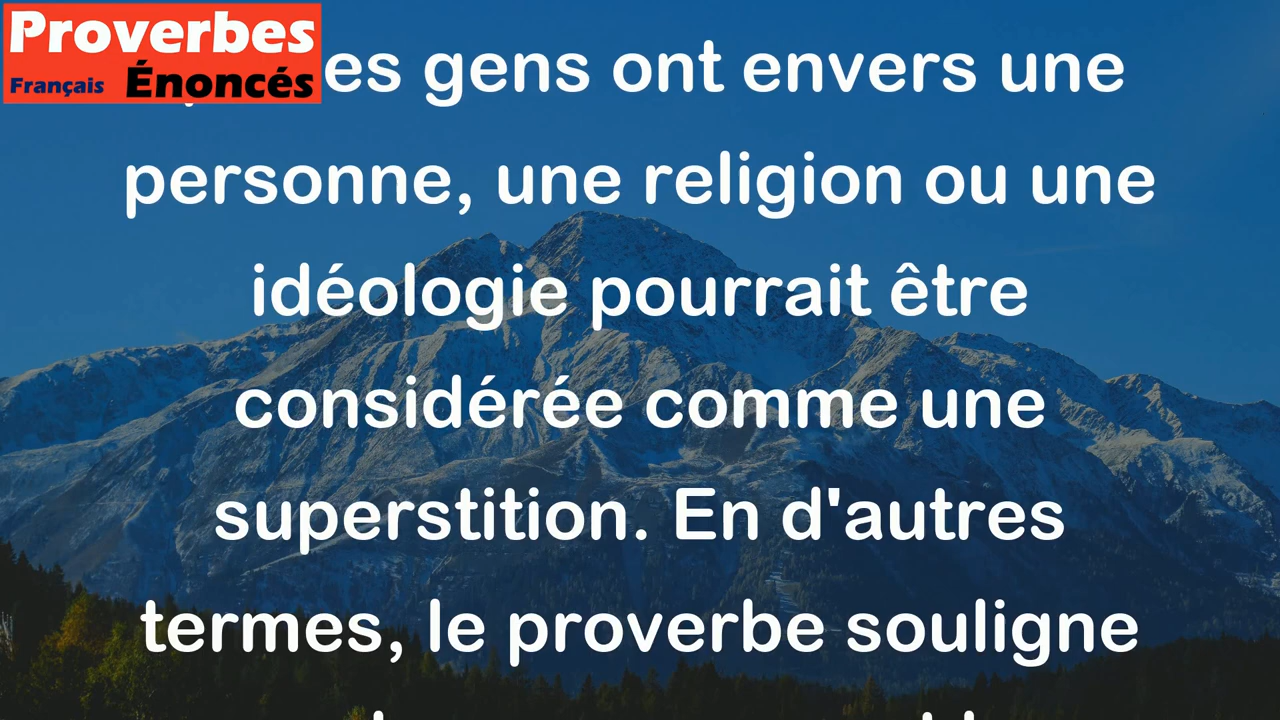 Proverbes
Français Énoncés
es gens ont envers une
personne, une religion ou une
idéologie pourrait être
considérée comme une
superstition. En d'autres
termes, le proverbe souligne